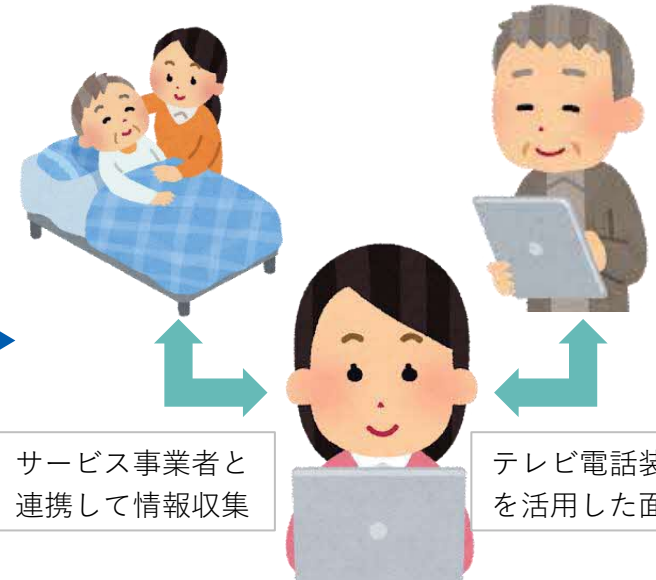 サービス事業者と
連携して情報収集
テレビ電話装
を活用した面